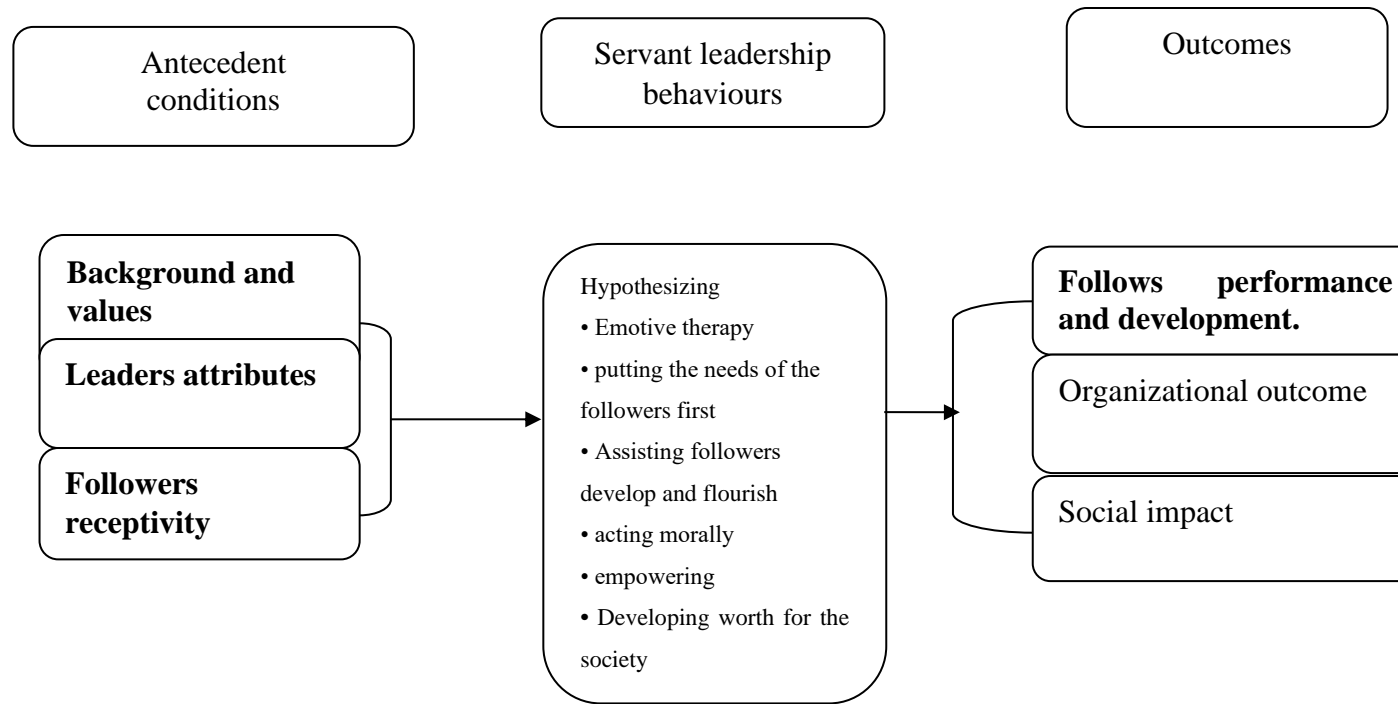 Antecedent
conditions
Servant leadership
behaviours
Outcomes
Background and
values
Leaders attributes
Followers
receptivity
Hypothesizing
• Emotive therapy
• putting the needs of the
followers first
• Assisting followers
develop and flourish
• acting morally
• empowering
• Developing worth for the
society
Follows performance
and development.
Organizational outcome
Social impact